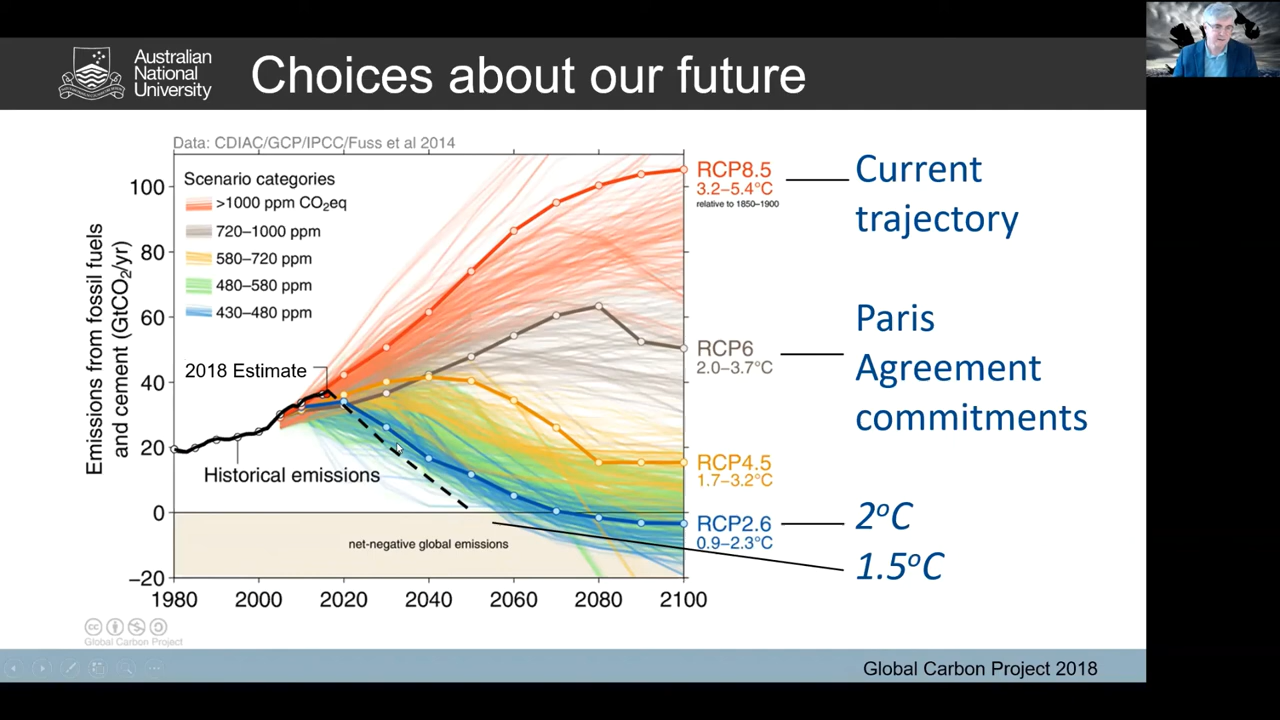 Australian
National
University
Choices about our future
Data: CDIAC/GCP/IPCC/Fuss et al 2014
Scenario categories
>1000 ppm CO₂eq
720–1000 ppm
580–720 ppm
480–580 ppm
430–480 ppm
2018 Estimate
Historical emissions
net-negative global emissions
Emissions from fossil fuels
and cement (GtCO₂/yr)
100
80
60
40
20
0
−20
1980
2000
2020
2040
2060
2080
2100
RCP8.5
3.2–5.4°C
relative to 1850–1900
RCP6
2.0–3.7°C
RCP4.5
1.7–3.2°C
RCP2.6
0.9–2.3°C
Current
trajectory
Paris
Agreement
commitments
2°C
1.5°C
Global Carbon Project
Global Carbon Project 2018